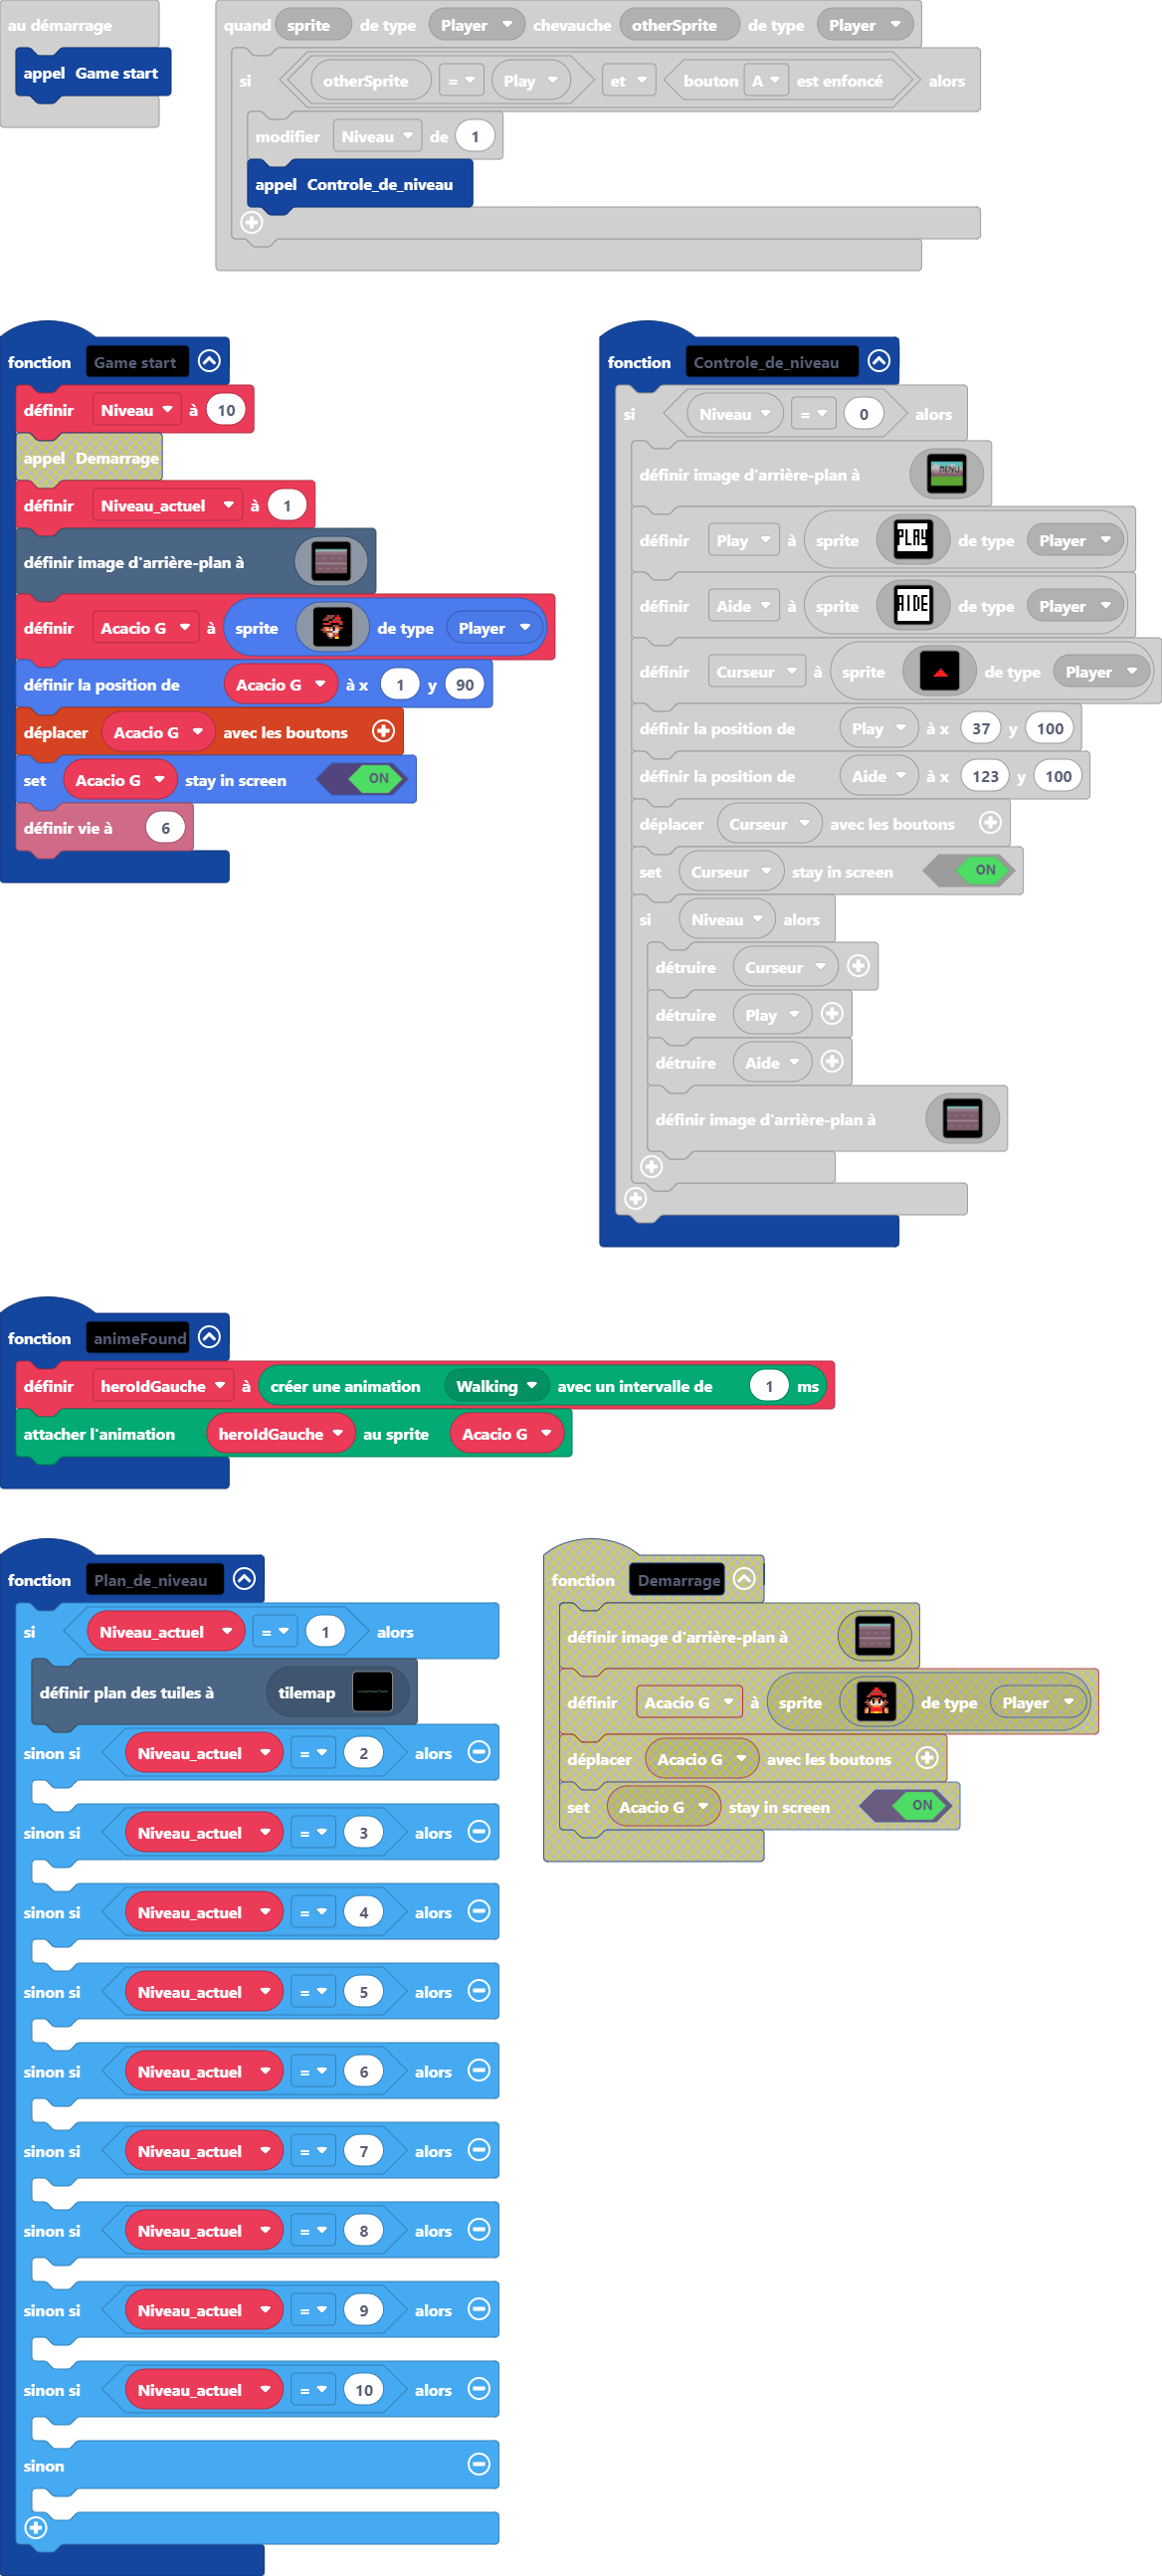 au démarrage
appel Game start
quand sprite de type Player chevauche otherSprite de type Player
si otherSprite = Play et bouton A est enfoncé alors
modifier Niveau de 1
appel Controle_de_niveau
fonction Game start
définir Niveau à 10
appel Demarrage
définir Niveau_actuel à 1
définir image d'arrière-plan à
définir Acacio G à sprite de type Player
définir la position de Acacio G à x 1 y 90
déplacer Acacio G avec les boutons
set Acacio G stay in screen ON
définir vie à 6
fonction Controle_de_niveau
si Niveau = 0 alors
définir image d'arrière-plan à MENU
définir Play à sprite PLAY de type Player
définir Aide à sprite AIDE de type Player
définir Curseur à sprite de type Player
définir la position de Play à x 37 y 100
définir la position de Aide à x 123 y 100
déplacer Curseur avec les boutons
set Curseur stay in screen ON
si Niveau alors
détruire Curseur
détruire Play
détruire Aide
définir image d'arrière-plan à
fonction animeFound
définir heroIdGauche à créer une animation Walking avec un intervalle de 1 ms
attacher l'animation heroIdGauche au sprite Acacio G
fonction Plan_de_niveau
si Niveau_actuel = 1 alors
définir plan des tuiles à tilemap
sinon si Niveau_actuel = 2 alors
sinon si Niveau_actuel = 3 alors
sinon si Niveau_actuel = 4 alors
sinon si Niveau_actuel = 5 alors
sinon si Niveau_actuel = 6 alors
sinon si Niveau_actuel = 7 alors
sinon si Niveau_actuel = 8 alors
sinon si Niveau_actuel = 9 alors
sinon si Niveau_actuel = 10 alors
sinon
fonction Demarrage
définir image d'arrière-plan à
définir Acacio G à sprite de type Player
déplacer Acacio G avec les boutons
set Acacio G stay in screen ON